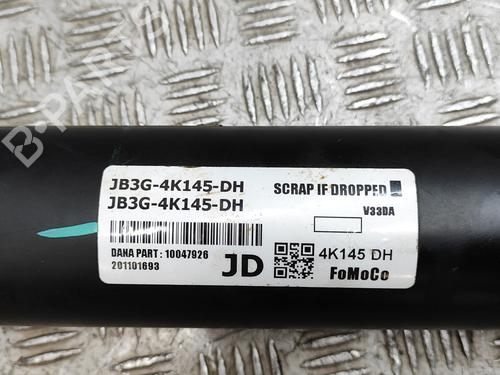 JB3G-4K145-DH SCRAP IF DROPPED
JB3G-4K145-DH
V33DA
DANA PART : 10047926
201101693
JD
4K145 DH
FoMoCo
B-PARTS